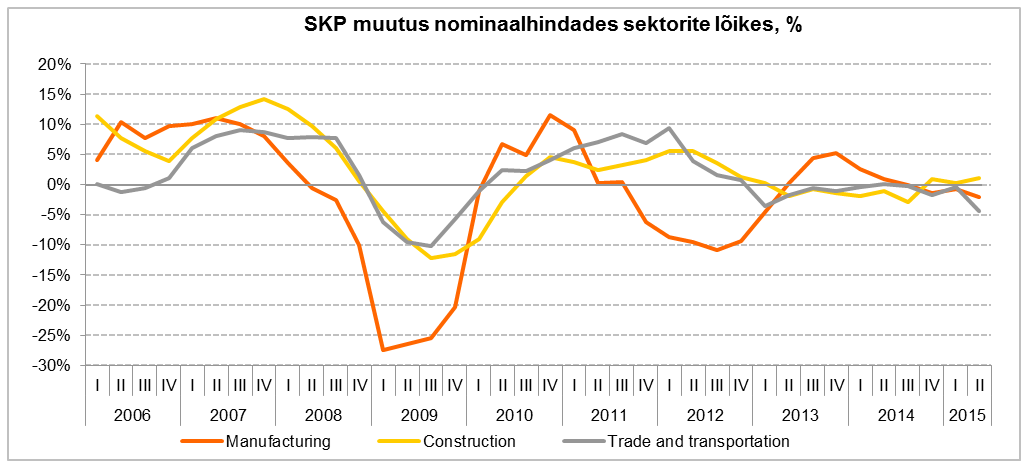 SKP muutus nominaalhindades sektorite lõikes, %
20%
15%
10%
5%
0%
-5%
-10%
-15%
-20%
-25%
-30%
I II III IV I II III IV I II III IV I II III IV I II III IV I II III IV I II III IV I II III IV I II III IV I II
2006 2007 2008 2009 2010 2011 2012 2013 2014 2015
Manufacturing Construction Trade and transportation